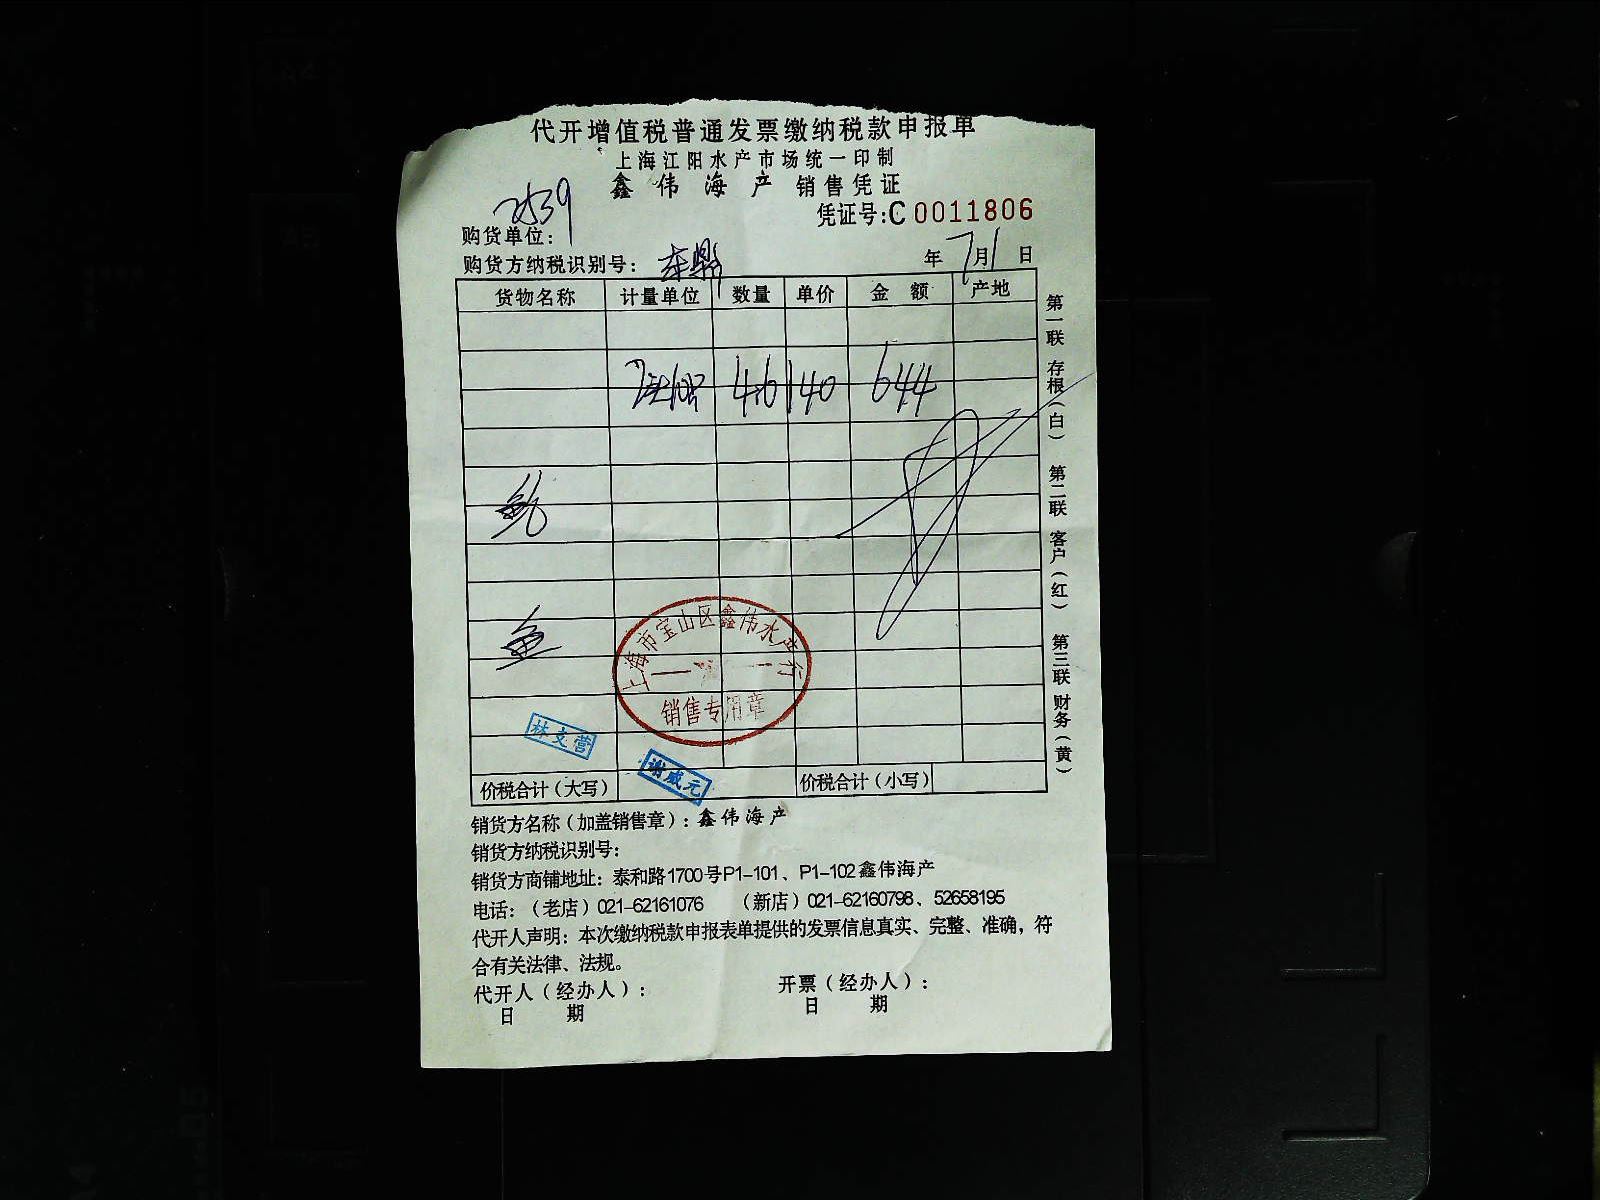 代开增值税普通发票缴纳税款申报单
上海江阳水产市场统一印制
鑫伟海产 销售凭证
2539
凭证号:C 0011806
购货单位:
购货方纳税识别号:
年 7月1日
货物名称 计量单位 数量 单价 金额 产地
4.6 140 644
鱼
上海市宝山区鑫伟水产行
销售专用章
林文营
谢威元
价税合计(大写) 价税合计(小写)
第一联 存根(白) 第二联 客户(红) 第三联 财务(黄)
销货方名称(加盖销售章):鑫伟海产
销货方纳税识别号:
销货方商铺地址:泰和路1700号P1-101、P1-102鑫伟海产
电话:(老店)021-62161076 (新店)021-62160798、52658195
代开人声明:本次缴纳税款申报表单提供的发票信息真实、完整、准确,符
合有关法律、法规。
代开人(经办人): 开票(经办人):
日 期 日 期